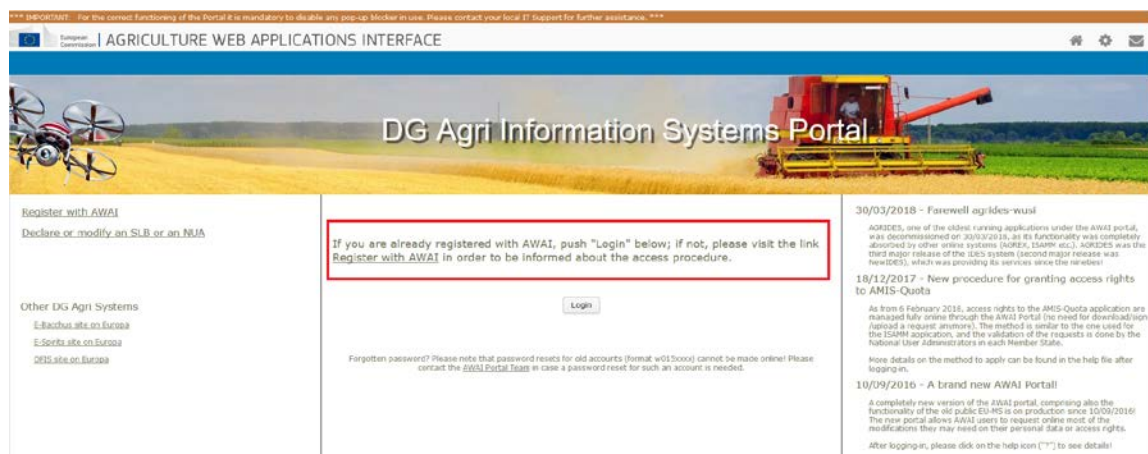 *** IMPORTANT: For the correct functioning of the Portal it is mandatory to disable any pop-up blocker in use. Please contact your local IT Support for further assistance. ***
European
Commission
AGRICULTURE WEB APPLICATIONS INTERFACE
DG Agri Information Systems Portal
Register with AWAI
Declare or modify an SLB or an NUA
Other DG Agri Systems
E-Bacchus site on Europa
E-Spirits site on Europa
OFIS site on Europa
If you are already registered with AWAI, push "Login" below; if not, please visit the link
Register with AWAI in order to be informed about the access procedure.
Login
Forgotten password? Please note that password resets for old accounts (format w015xxxx) cannot be made online! Please
contact the AWAI Portal Team in case a password reset for such an account is needed.
30/03/2018 - Farewell agrides-wusi
AGRIDES, one of the oldest running applications under the AWAI portal,
was decommissioned on 30/03/2018, as its functionality was completely
absorbed by other online systems (AGREX, ISAMM etc.). AGRIDES was the
third major release of the IDES system (second major release was
NewIDES), which was providing its services since the nineties!
18/12/2017 - New procedure for granting access rights
to AMIS-Quota
As from 6 February 2018, access rights to the AMIS-Quota application are
managed fully online through the AWAI Portal (no need for download/sign
/upload a request anymore). The method is similar to the one used for
the ISAMM application, and the validation of the requests is done by the
National User Administrators in each Member State.
More details on the method to apply can be found in the help file after
logging-in.
10/09/2016 - A brand new AWAI Portal!
A completely new version of the AWAI portal, comprising also the
functionality of the old public EU-MS is on production since 10/09/2016!
The new portal allows AWAI users to request online most of the
modifications they may need on their personal data or access rights.
After logging-in, please click on the help icon ("?") to see details!